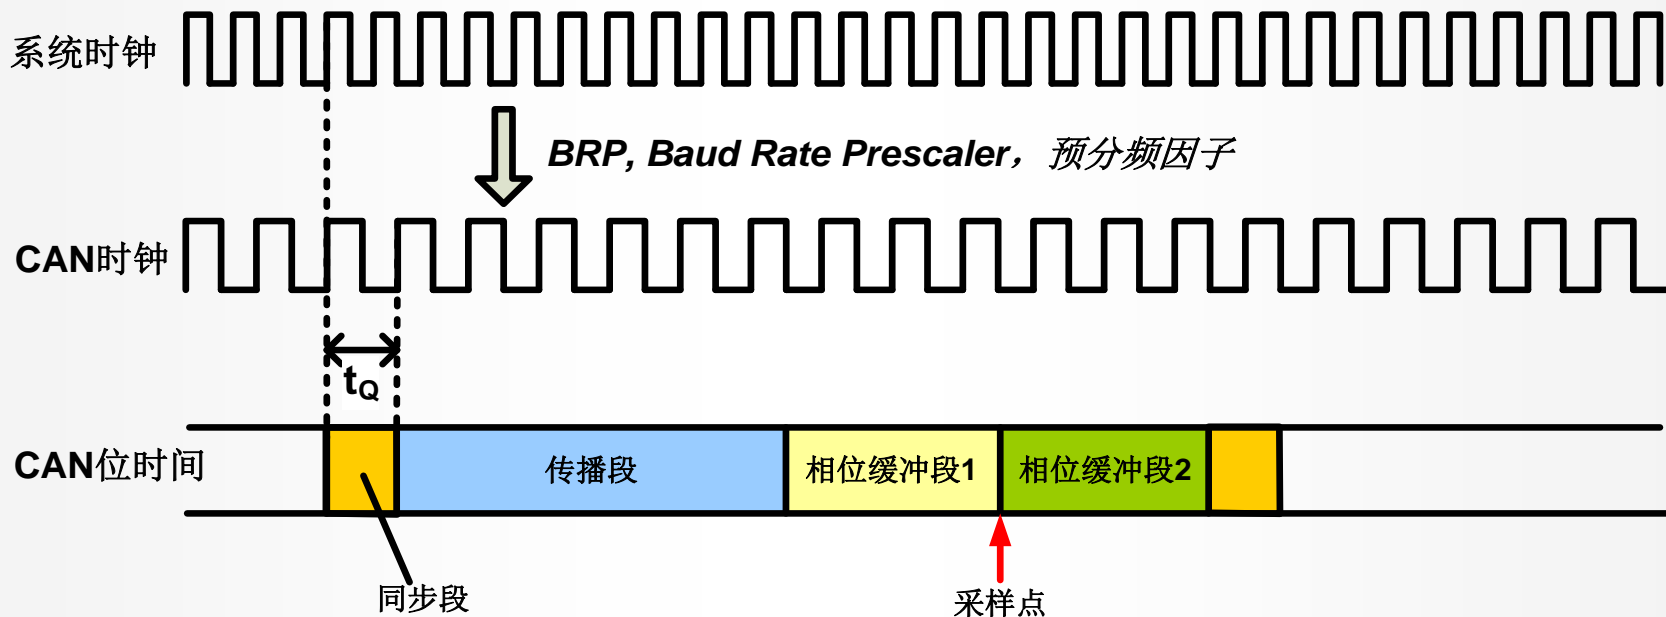 系统时钟
BRP, Baud Rate Prescaler，预分频因子
CAN时钟
tQ
CAN位时间
传播段
相位缓冲段1
相位缓冲段2
同步段
采样点